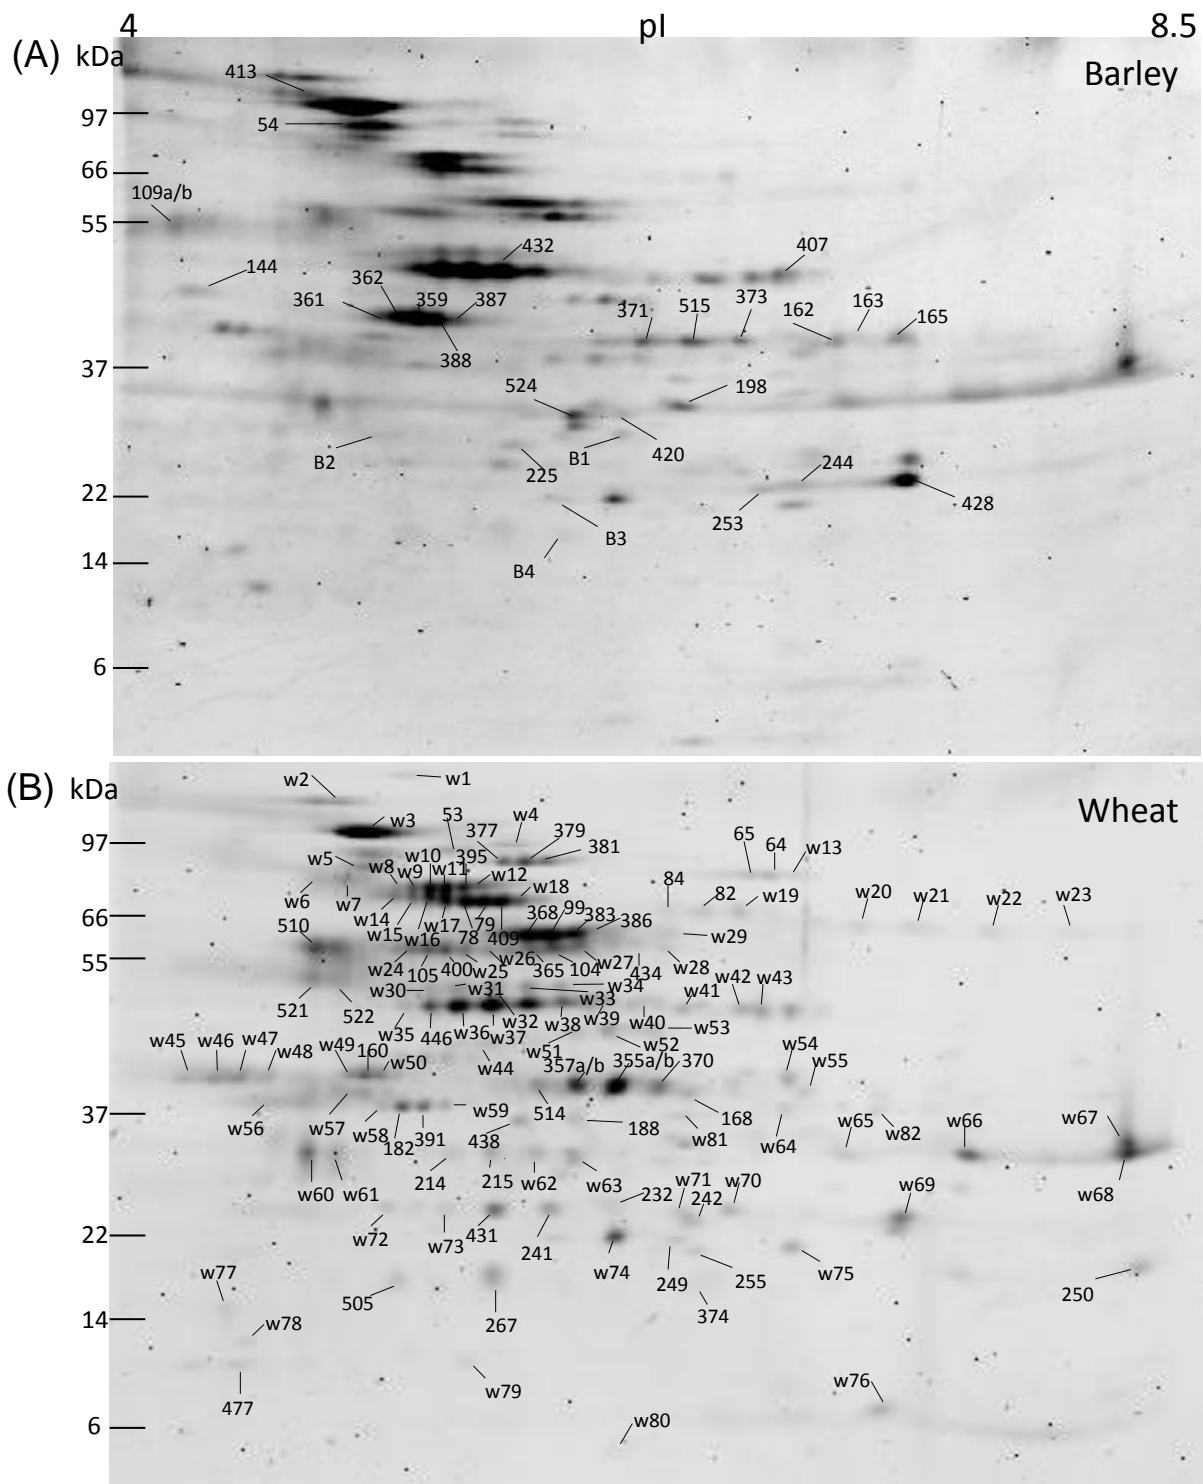 4 pI 8.5
(A) kDa Barley
413
97
54
66
109a/b
55
432 407
144 362
361 359 387 371 515 373 162 163 165
388
37
524 198
B2 B1 420
225 244
22 253 428
B3
B4
14
6
(B) kDa Wheat
w2 w1
w3 53 377 w4 379 65 64 w13
97
w5 w8 w9 w10 w11 395 w12 381
w6 w7 w18 84 82 w19 w20 w21 w22 w23
w14 w15 w16 w17 78 79 409 368 99 383 386
66
510 w29
w24 105 400 w25 w26 365 104 w27 434 w28
55
521 522 w30 w31 w34 w33 w41 w42 w43
w35 446 w36 w37 w32 w38 w39 w40 w53
w45 w46 w47 w48 w49 160 w50 w44 w51 w52 w54 w55
357a/b 355a/b 370
37
w56 w57 w58 182 391 w59 438 514 188 168 w81 w64 w65 w82 w66 w67
w60 w61 214 215 w62 w63 232 w71 242 w70 w69 w68
22
w72 w73 431 241 w74 249 255 w75
w77 505 267 374 250
14
w78
477 w79 w76
6
w80